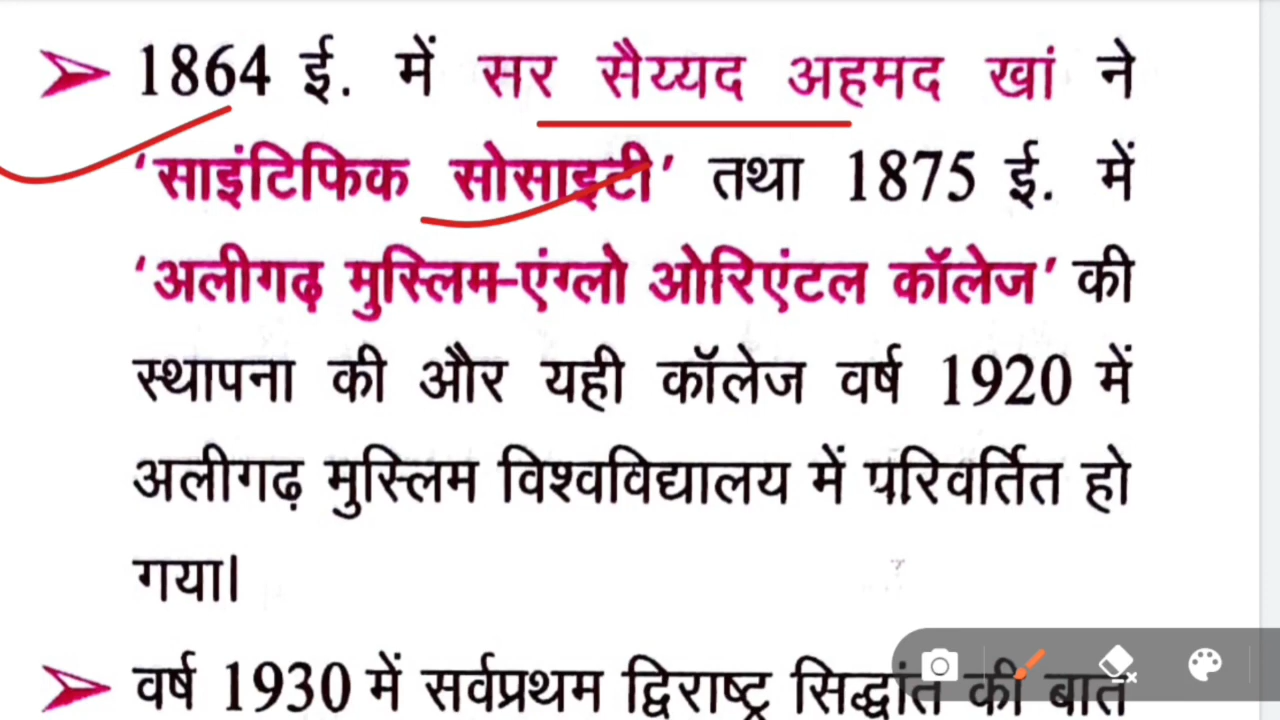 1864 ई. में सर सैय्यद अहमद खां ने
‘साइंटिफिक सोसाइटी’ तथा 1875 ई. में
‘अलीगढ़ मुस्लिम-एंग्लो ओरिएंटल कॉलेज’ की
स्थापना की और यही कॉलेज वर्ष 1920 में
अलीगढ़ मुस्लिम विश्वविद्यालय में परिवर्तित हो
गया।
वर्ष 1930 में सर्वप्रथम द्विराष्ट्र सिद्धांत की बात